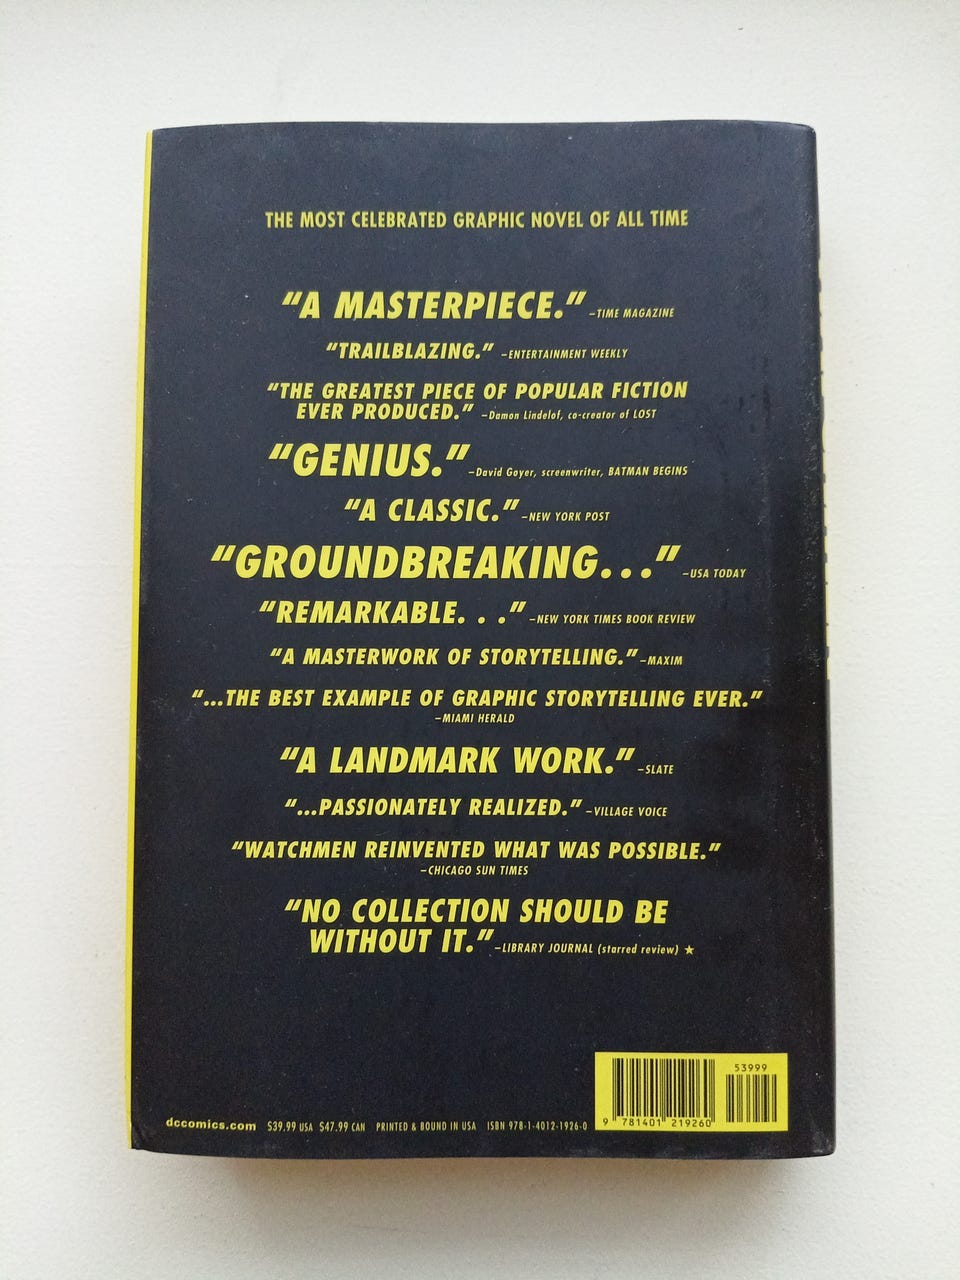 THE MOST CELEBRATED GRAPHIC NOVEL OF ALL TIME
“A MASTERPIECE.” –TIME MAGAZINE
“TRAILBLAZING.” –ENTERTAINMENT WEEKLY
“THE GREATEST PIECE OF POPULAR FICTION
EVER PRODUCED.” –Damon Lindelof, co-creator of LOST
“GENIUS.” –David Goyer, screenwriter, BATMAN BEGINS
“A CLASSIC.” –NEW YORK POST
“GROUNDBREAKING...” –USA TODAY
“REMARKABLE. . .” –NEW YORK TIMES BOOK REVIEW
“A MASTERWORK OF STORYTELLING.” –MAXIM
“...THE BEST EXAMPLE OF GRAPHIC STORYTELLING EVER.”
–MIAMI HERALD
“A LANDMARK WORK.” –SLATE
“...PASSIONATELY REALIZED.” –VILLAGE VOICE
“WATCHMEN REINVENTED WHAT WAS POSSIBLE.”
–CHICAGO SUN TIMES
“NO COLLECTION SHOULD BE
WITHOUT IT.” –LIBRARY JOURNAL (starred review) ★
53999
9 781401 219260
dccomics.com $39.99 USA $47.99 CAN PRINTED & BOUND IN USA ISBN 978-1-4012-1926-0